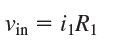 v_in = i_1R_1